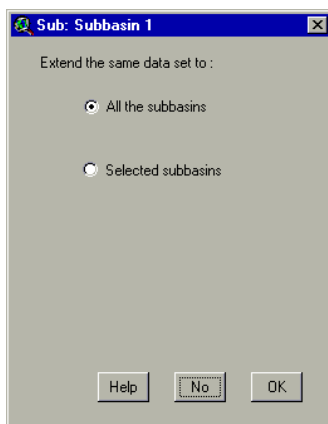 Sub: Subbasin 1
Extend the same data set to :
All the subbasins
Selected subbasins
Help No OK